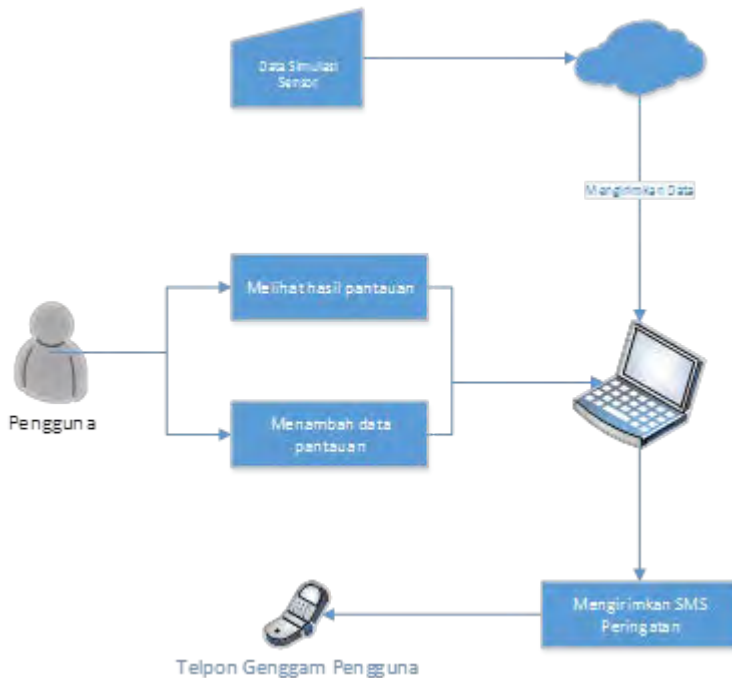 Data Simulasi
Sensor
Mengirimkan Data
Melihat hasil pantauan
Pengguna
Menambah data
pantauan
Mengirimkan SMS
Peringatan
Telpon Genggam Pengguna